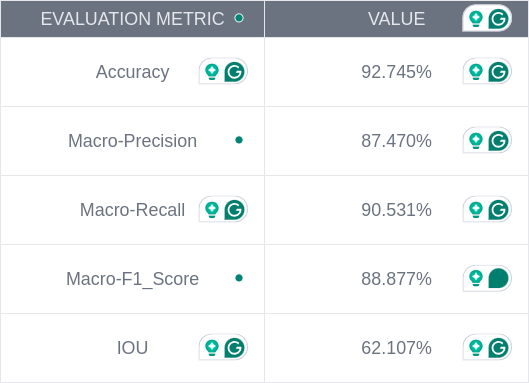 EVALUATION METRIC VALUE
Accuracy 92.745%
Macro-Precision 87.470%
Macro-Recall 90.531%
Macro-F1_Score 88.877%
IOU 62.107%